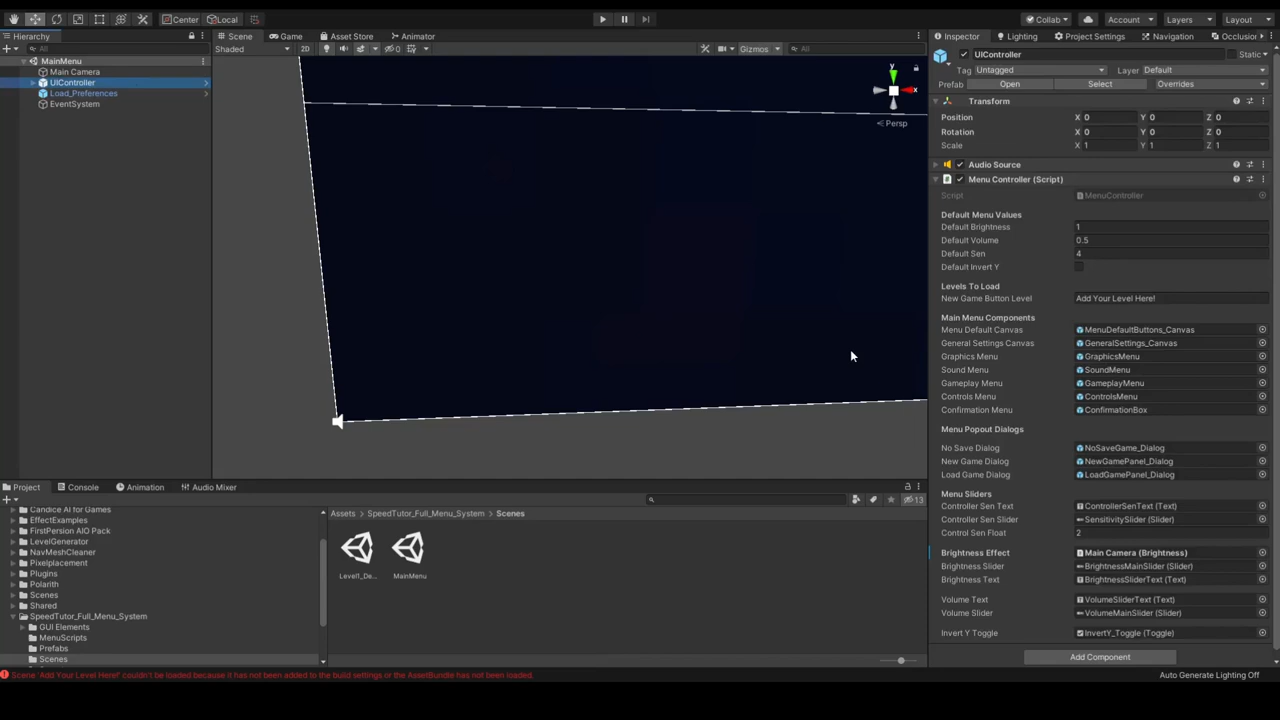 Center Local Collab Account Layers Layout
Hierarchy Scene Game Asset Store Animator Inspector Lighting Project Settings Navigation Occlusio
All Shaded 2D 0 Gizmos All UIController Static
MainMenu Tag Untagged Layer Default
Main Camera
UIController Prefab Open Select Overrides
Load_Preferences
EventSystem
y
x
Persp
Transform
Position X 0 Y 0 Z 0
Rotation X 0 Y 0 Z 0
Scale X 1 Y 1 Z 1
Audio Source
Menu Controller (Script)
Script MenuController
Default Menu Values
Default Brightness 1
Default Volume 0.5
Default Sen 4
Default Invert Y
Levels To Load
New Game Button Level Add Your Level Here!
Main Menu Components
Menu Default Canvas MenuDefaultButtons_Canvas
General Settings Canvas GeneralSettings_Canvas
Graphics Menu GraphicsMenu
Sound Menu SoundMenu
Gameplay Menu GameplayMenu
Controls Menu ControlsMenu
Confirmation Menu ConfirmationBox
Menu Popout Dialogs
No Save Dialog NoSaveGame_Dialog
New Game Dialog NewGamePanel_Dialog
Load Game Dialog LoadGamePanel_Dialog
Menu Sliders
Controller Sen Text ControllerSenText (Text)
Controller Sen Slider SensitivitySlider (Slider)
Control Sen Float 2
Brightness Effect Main Camera (Brightness)
Brightness Slider BrightnessMainSlider (Slider)
Brightness Text BrightnessSliderText (Text)
Volume Text VolumeSliderText (Text)
Volume Slider VolumeMainSlider (Slider)
Invert Y Toggle InvertY_Toggle (Toggle)
Add Component
Project Console Animation Audio Mixer
13
Candice AI for Games
EffectExamples
FirstPersion AIO Pack
LevelGenerator
NavMeshCleaner
Pixelplacement
Plugins
Polarith
Scenes
Shared
SpeedTutor_Full_Menu_System
GUI Elements
MenuScripts
Prefabs
Scenes
Assets SpeedTutor_Full_Menu_System Scenes
Level1_De... MainMenu
Scene 'Add Your Level Here!' couldn't be loaded because it has not been added to the build settings or the AssetBundle has not been loaded.
Auto Generate Lighting Off